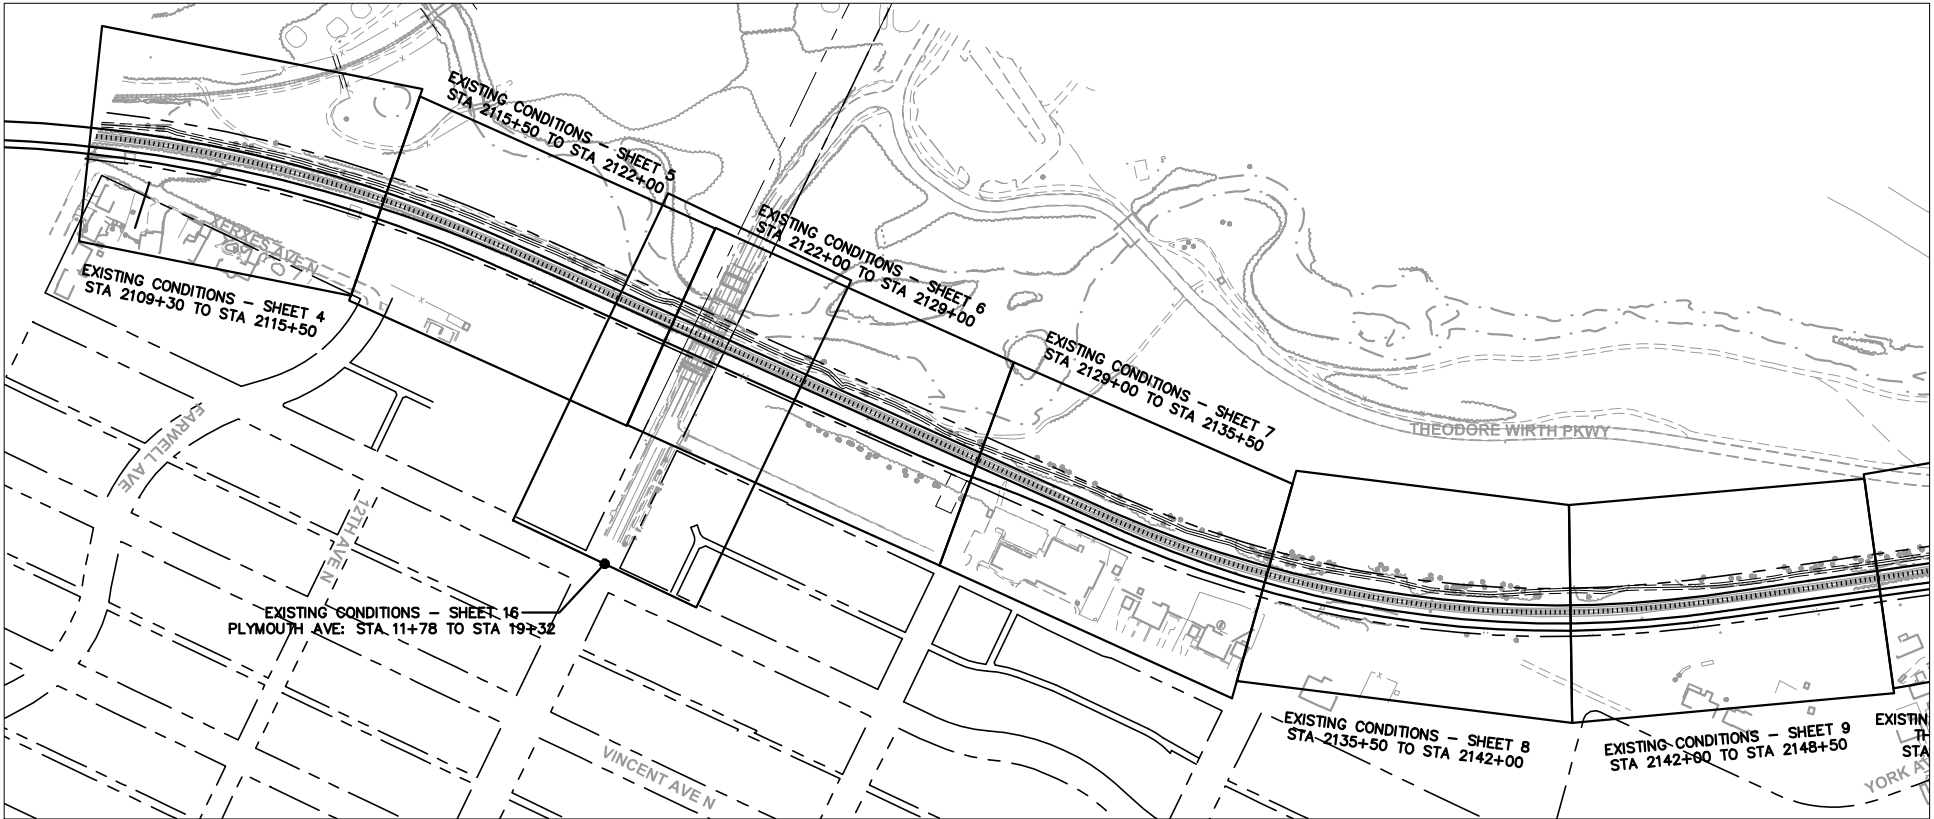 EXISTING CONDITIONS - SHEET 5
STA 2115+50 TO STA 2122+00
EXISTING CONDITIONS - SHEET 6
STA 2122+00 TO STA 2129+00
XERXES AVE N
EXISTING CONDITIONS - SHEET 4
STA 2109+30 TO STA 2115+50
EXISTING CONDITIONS - SHEET 7
STA 2129+00 TO STA 2135+50
THEODORE WIRTH PKWY
FARWELL AVE
12TH AVE N
EXISTING CONDITIONS - SHEET 16
PLYMOUTH AVE: STA 11+78 TO STA 19+32
VINCENT AVE N
EXISTING CONDITIONS - SHEET 8
STA 2135+50 TO STA 2142+00
EXISTING CONDITIONS - SHEET 9
STA 2142+00 TO STA 2148+50
EXISTIN
TH
STA
YORK A